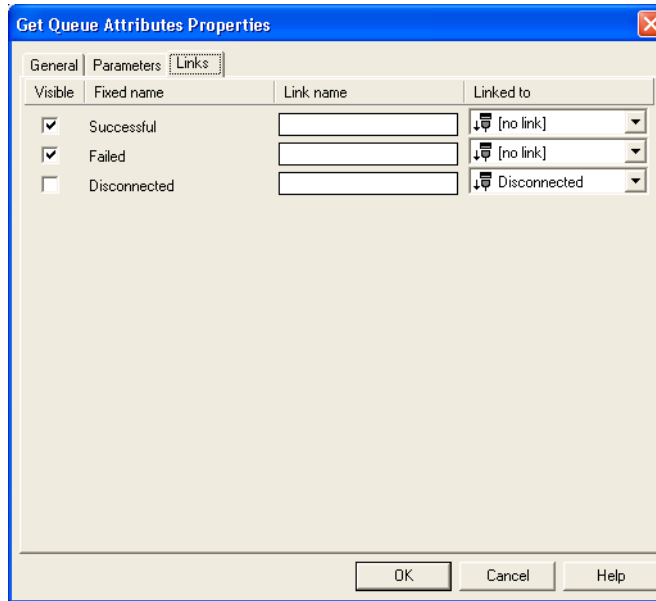 Get Queue Attributes Properties
General Parameters Links
Visible Fixed name Link name Linked to
Successful [no link]
Failed [no link]
Disconnected Disconnected
OK Cancel Help